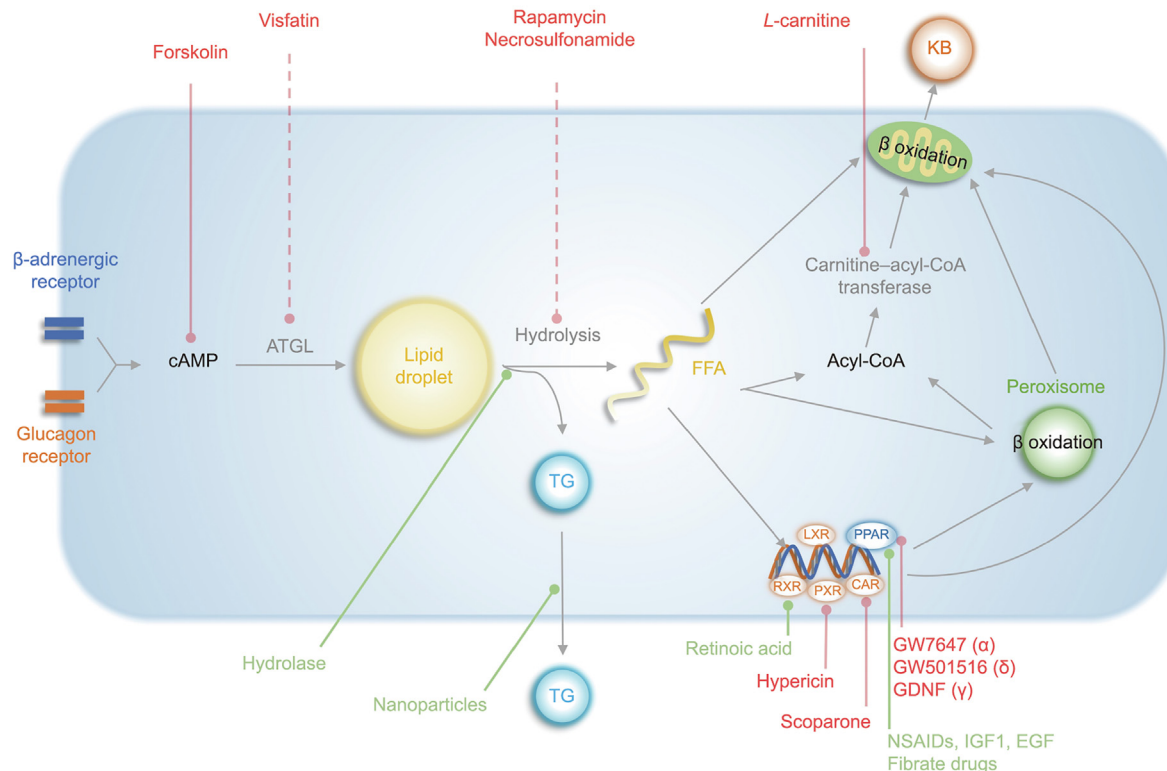 Visfatin
Rapamycin
Necrosulfonamide
L-carnitine
Forskolin
KB
β oxidation
β-adrenergic
receptor
Carnitine–acyl-CoA
transferase
cAMP
ATGL
Lipid
droplet
Hydrolysis
FFA
Acyl-CoA
Peroxisome
β oxidation
Glucagon
receptor
TG
LXR
PPAR
RXR
PXR
CAR
Hydrolase
Nanoparticles
TG
Retinoic acid
Hypericin
Scoparone
GW7647 (α)
GW501516 (δ)
GDNF (γ)
NSAIDs, IGF1, EGF
Fibrate drugs